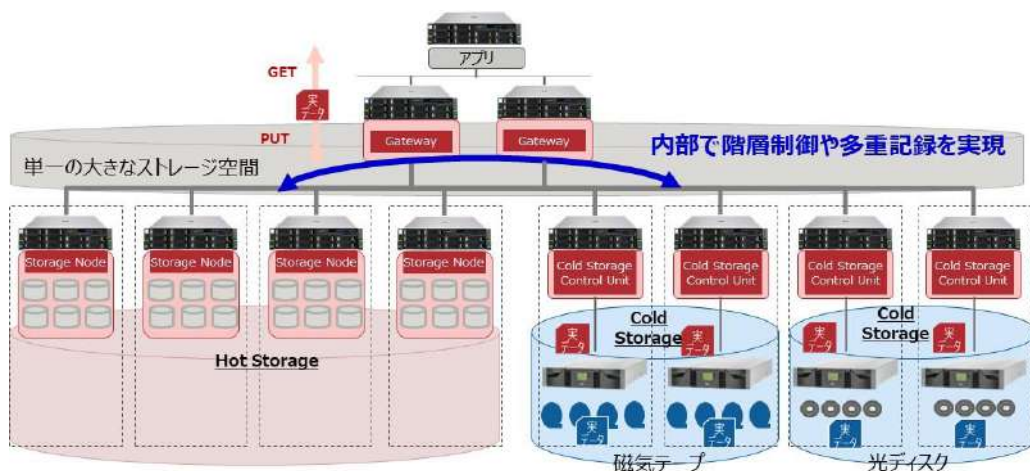 アプリ
GET
実
データ
PUT
Gateway
Gateway
内部で階層制御や多重記録を実現
単一の大きなストレージ空間
Storage Node
Storage Node
Storage Node
Storage Node
Cold Storage
Control Unit
Cold Storage
Control Unit
Cold Storage
Control Unit
Cold Storage
Control Unit
Hot Storage
Cold
Storage
Cold
Storage
実
データ
実
データ
実
データ
実
データ
実
データ
実
データ
実
データ
実
データ
磁気テープ
光ディスク